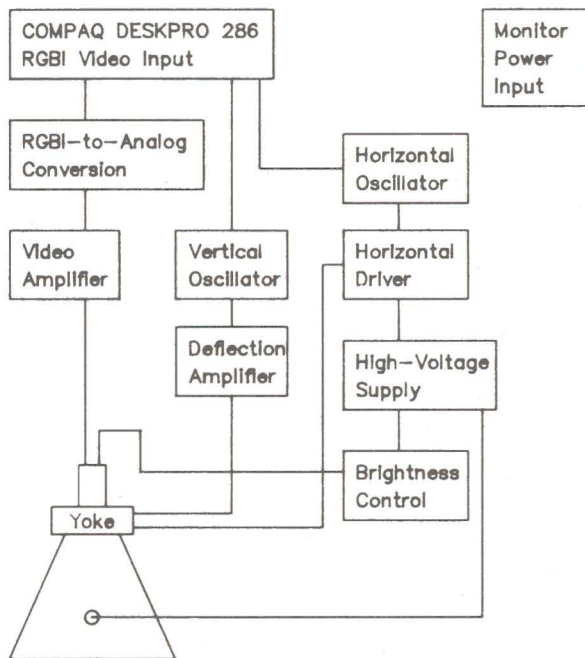 COMPAQ DESKPRO 286
RGBI Video Input
Monitor
Power
Input
RGBI-to-Analog
Conversion
Horizontal
Oscillator
Video
Amplifier
Vertical
Oscillator
Horizontal
Driver
Deflection
Amplifier
High-Voltage
Supply
Brightness
Control
Yoke